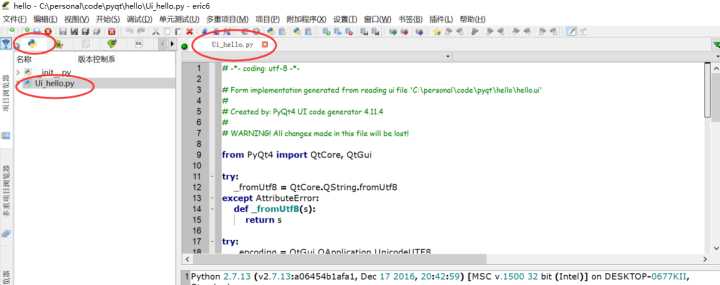 hello - C:\personal\code\pyqt\hello\Ui_hello.py - eric6
文件(F) 编辑(E) 视图(V) 开始(S) 调试(D) 单元测试(U) 多重项目(M) 项目(P) 附加程序(O) 设置(T) 窗口(W) 书签(B) 插件(L) 帮助(H)
Ui_hello.py
名称 版本控制系
__init__.py
Ui_hello.py
项目浏览器
多重项目浏览器
1 # -*- coding: utf-8 -*-
2
3 # Form implementation generated from reading ui file 'C:\personal\code\pyqt\hello\hello.ui'
4 #
5 # Created by: PyQt4 UI code generator 4.11.4
6 #
7 # WARNING! All changes made in this file will be lost!
8
9 from PyQt4 import QtCore, QtGui
10
11 try:
12 _fromUtf8 = QtCore.QString.fromUtf8
13 except AttributeError:
14 def _fromUtf8(s):
15 return s
16
17 try:
18 _encoding = QtGui.QApplication.UnicodeUTF8
1 Python 2.7.13 (v2.7.13:a06454b1afa1, Dec 17 2016, 20:42:59) [MSC v.1500 32 bit (Intel)] on DESKTOP-0677KII,